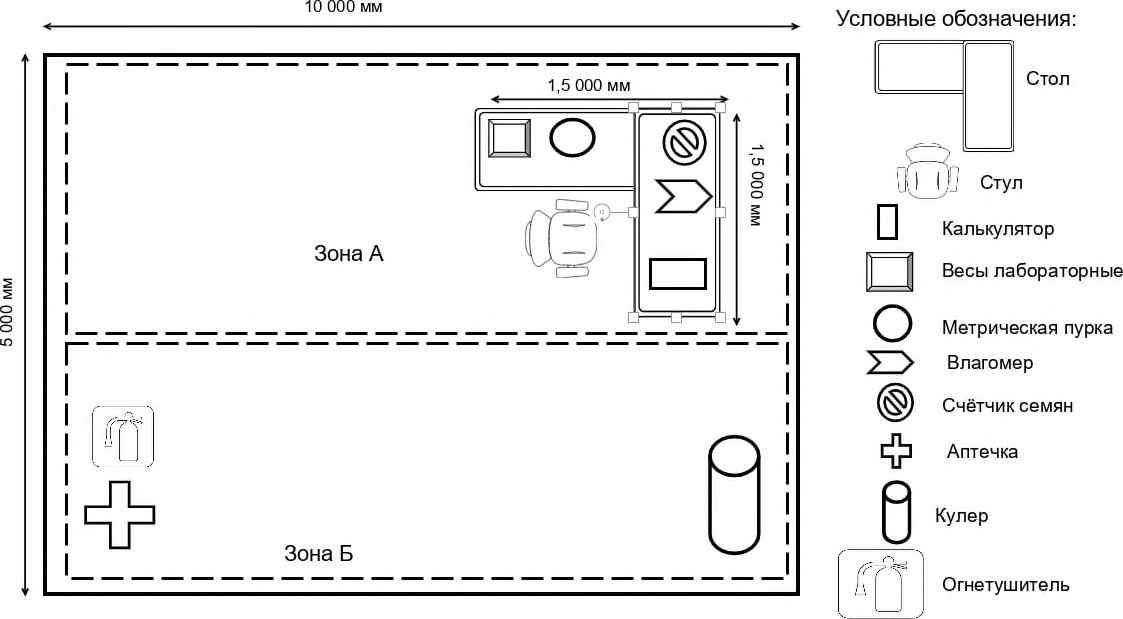 10 000 мм
Условные обозначения:
1,5 000 мм
Стол
1,5 000 мм
Стул
Калькулятор
Зона А
Весы лабораторные
5 000 мм
Метрическая пурка
Влагомер
Счётчик семян
Аптечка
Кулер
Зона Б
Огнетушитель